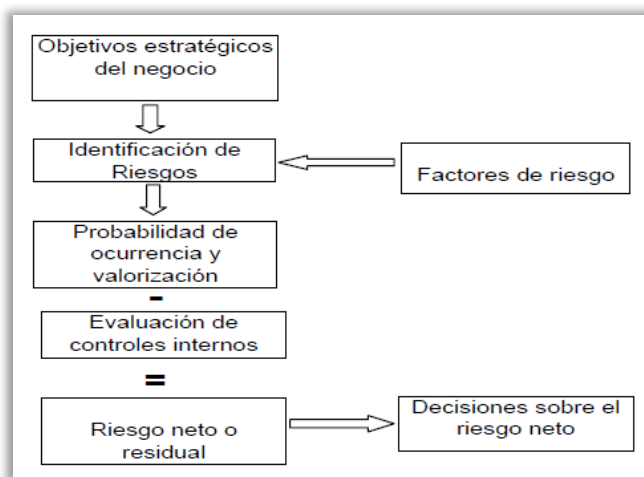 Objetivos estratégicos
del negocio
Identificación de
Riesgos
Factores de riesgo
Probabilidad de
ocurrencia y
valorización
-
Evaluación de
controles internos
=
Riesgo neto o
residual
Decisiones sobre el
riesgo neto